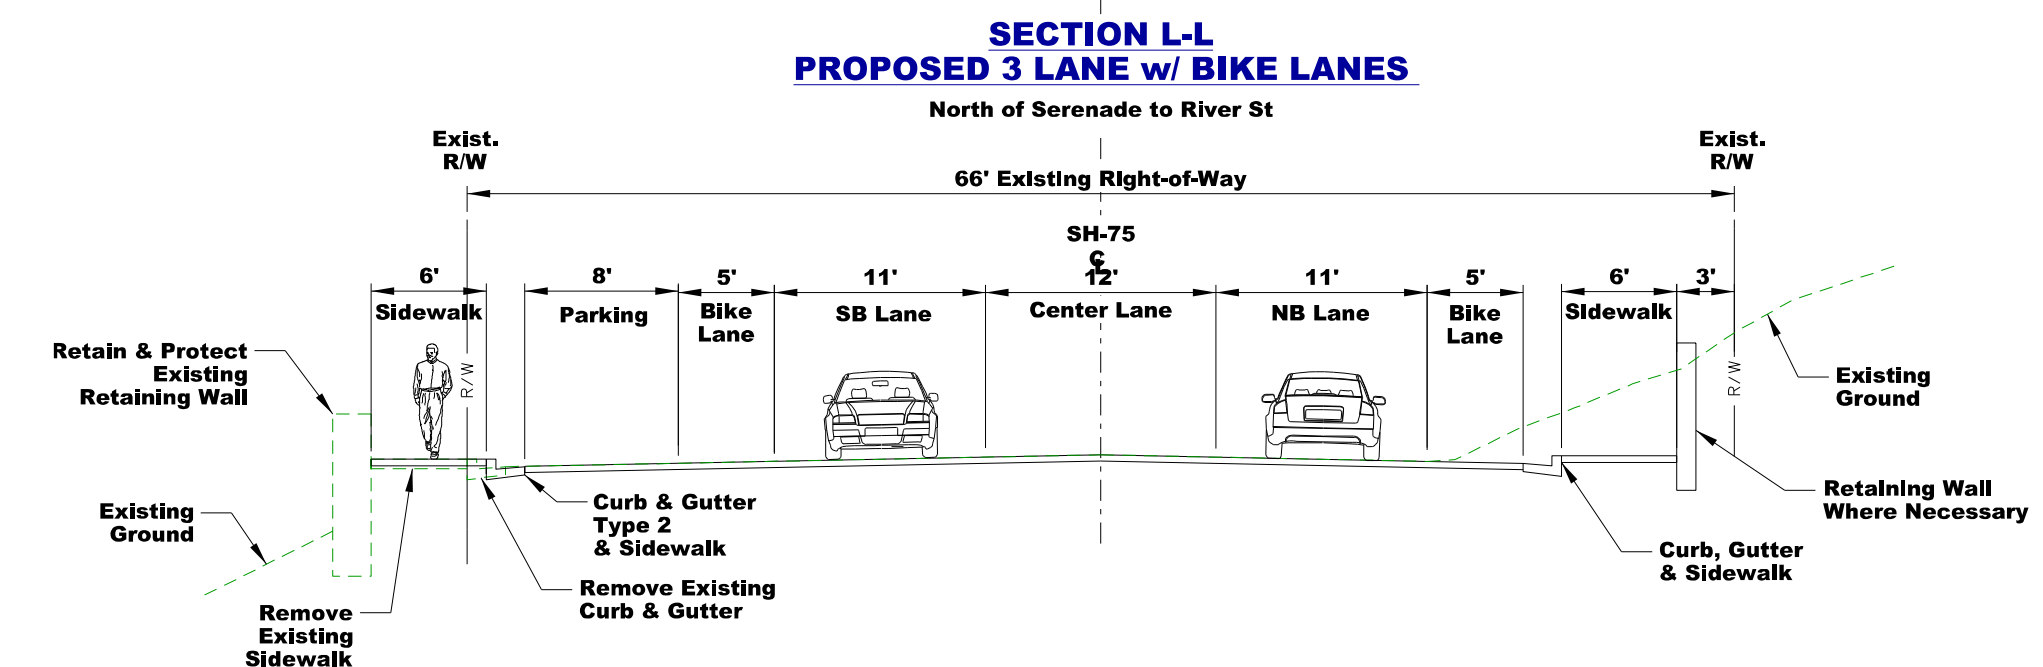 SECTION L-L
PROPOSED 3 LANE w/ BIKE LANES
North of Serenade to River St
Exist.
R/W
Exist.
R/W
66' Existing Right-of-Way
SH-75
CL
6'
8'
5'
11'
12'
11'
5'
6'
3'
Sidewalk
Parking
Bike
Lane
SB Lane
Center Lane
NB Lane
Bike
Lane
Sidewalk
Retain & Protect
Existing
Retaining Wall
R/W
R/W
Existing
Ground
Existing
Ground
Curb & Gutter
Type 2
& Sidewalk
Retaining Wall
Where Necessary
Curb, Gutter
& Sidewalk
Remove Existing
Curb & Gutter
Remove
Existing
Sidewalk